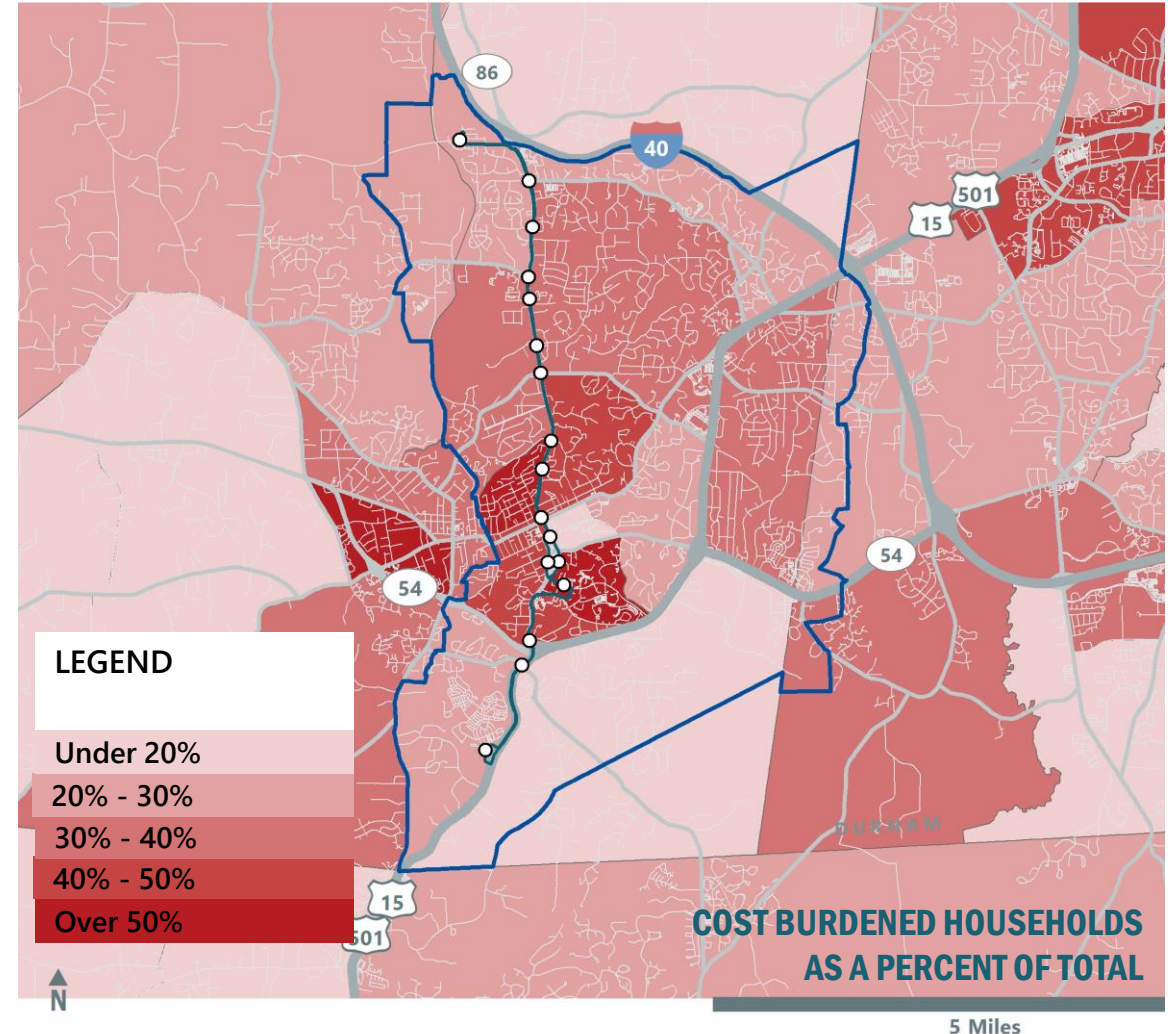 86
40
501
15
54
54
LEGEND
Under 20%
20% - 30%
30% - 40%
40% - 50%
Over 50%
DURHAM
15
501
COST BURDENED HOUSEHOLDS
AS A PERCENT OF TOTAL
N
5 Miles